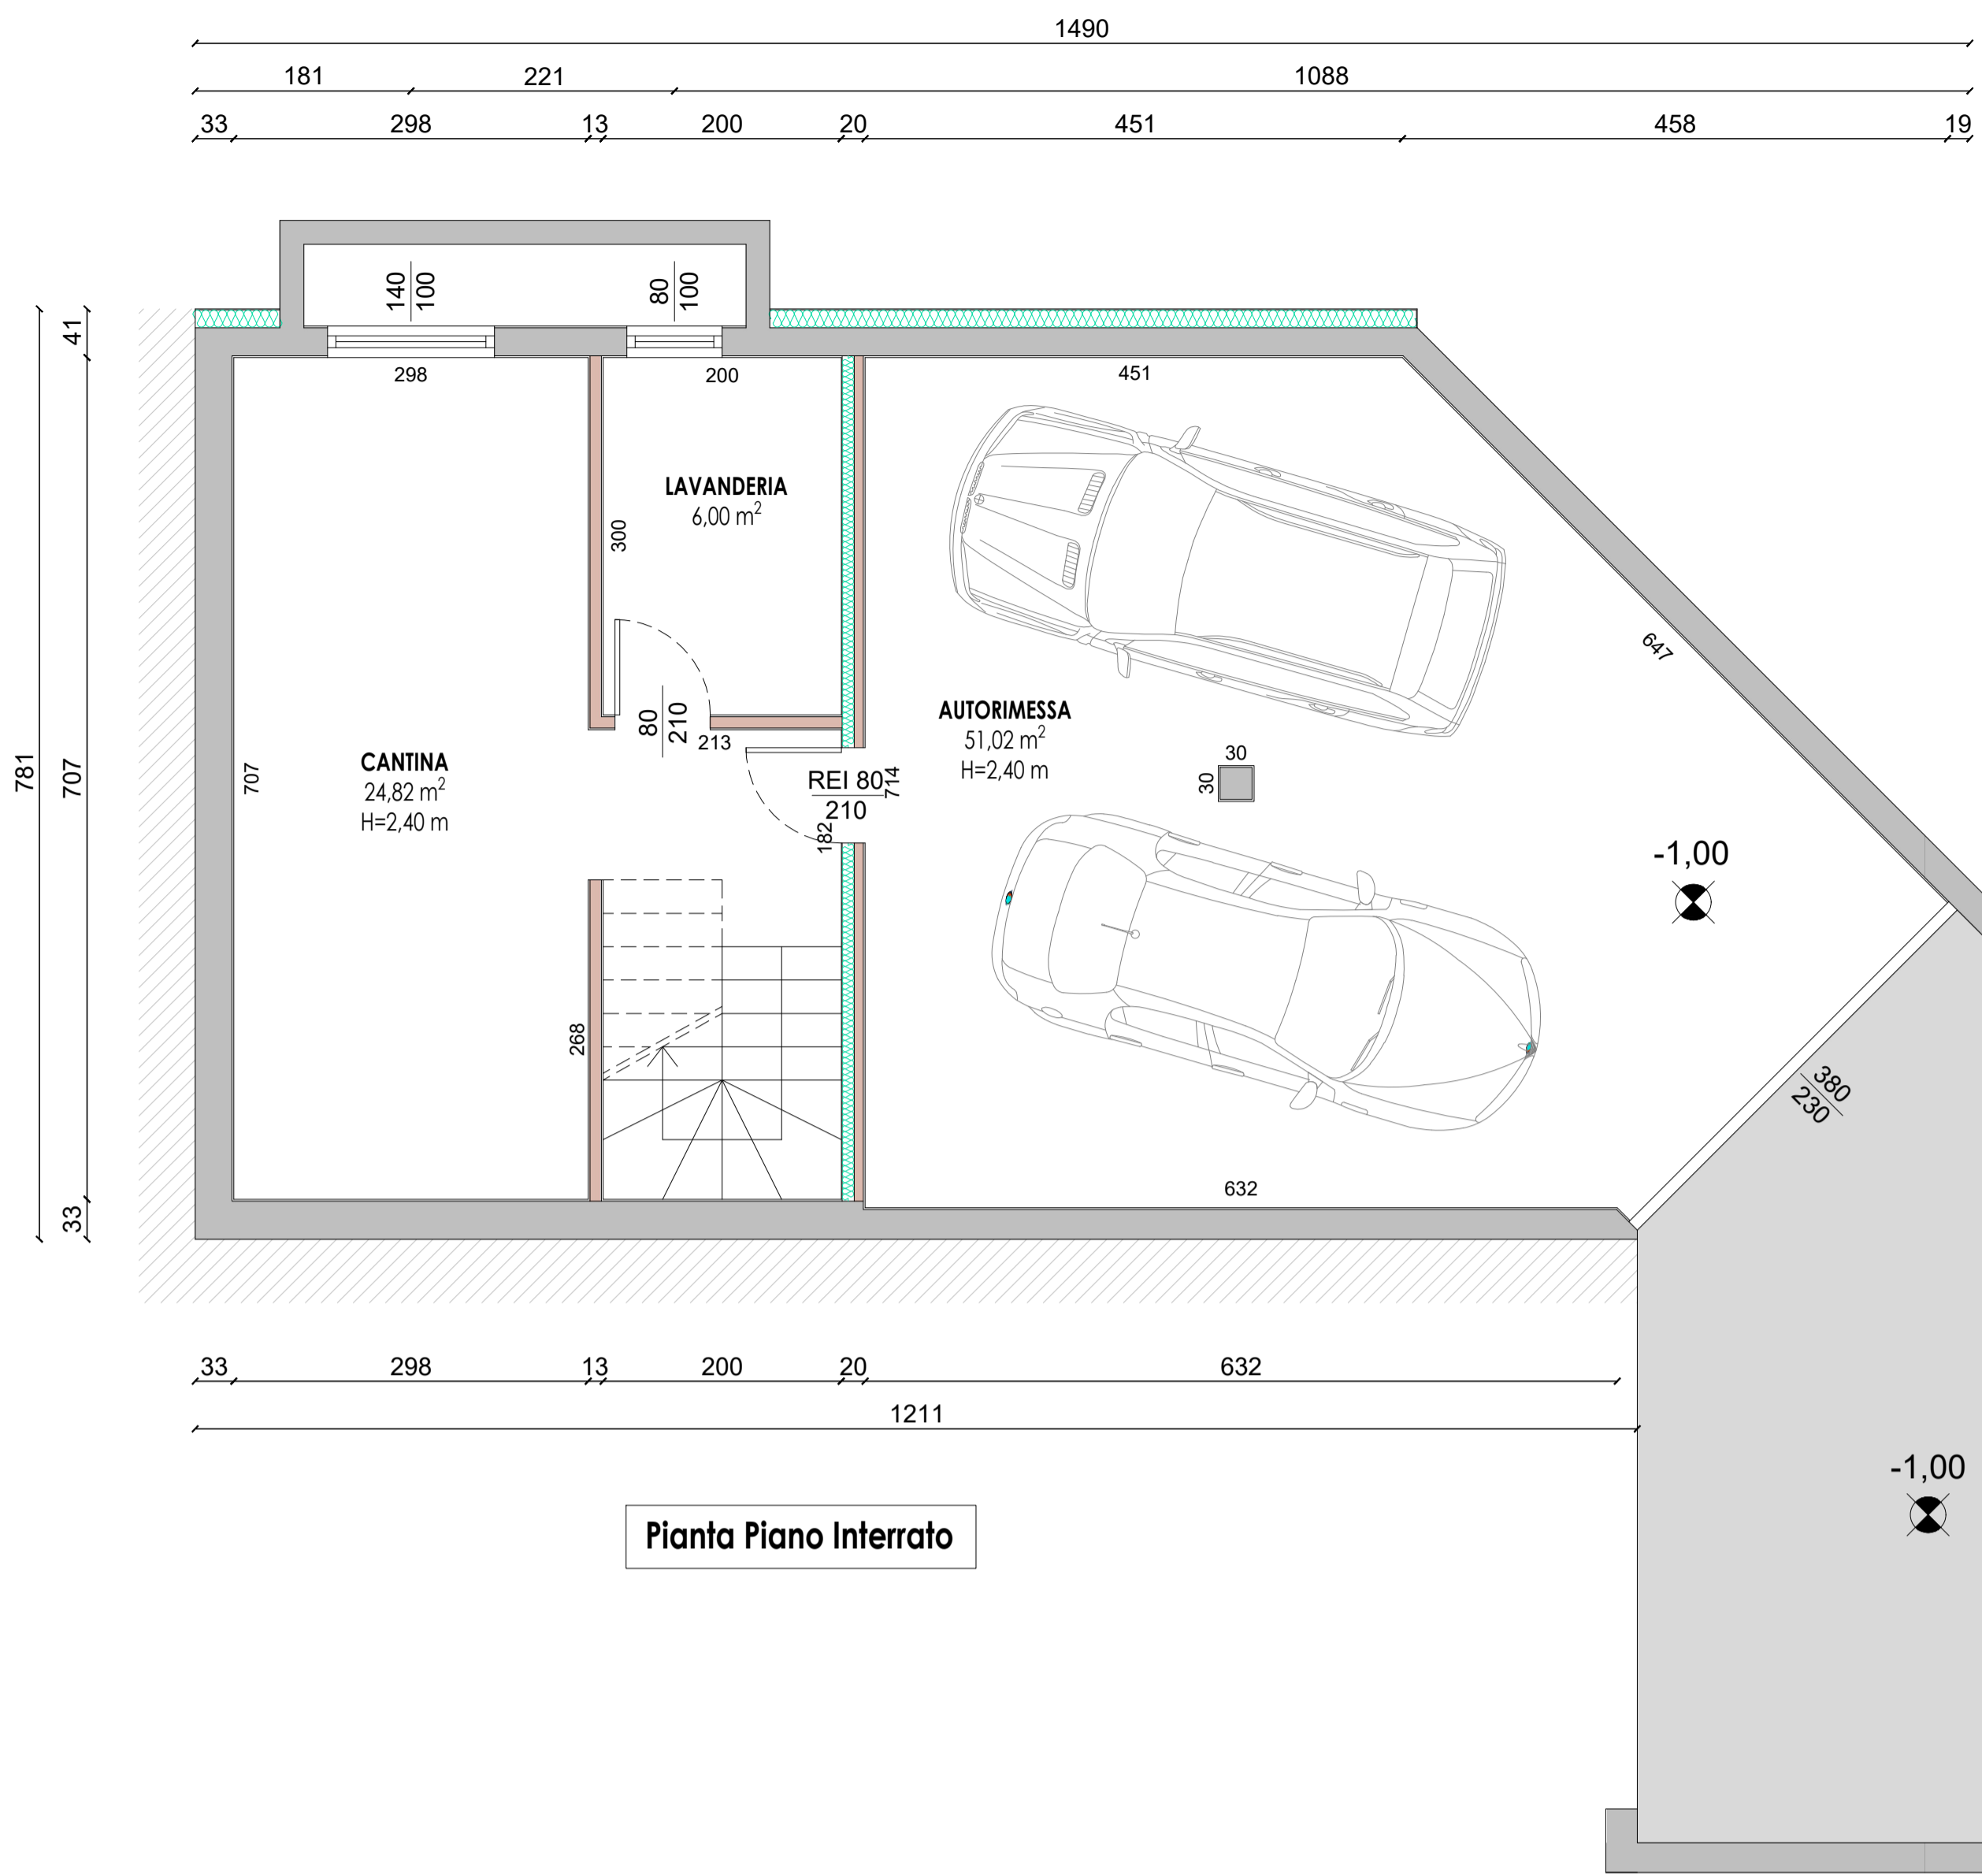 1490
181 221 1088
33 298 13 200 20 451 458 19
140
100
80
100
41
298
200
451
LAVANDERIA
6,00 m²
300
647
80
210
213
AUTORIMESSA
51,02 m²
H=2,40 m
30
30
CANTINA
24,82 m²
H=2,40 m
781
707
707
REI 80
210
714
182
-1,00
268
380
230
632
33
33 298 13 200 20 632
1211
-1,00
Pianta Piano Interrato